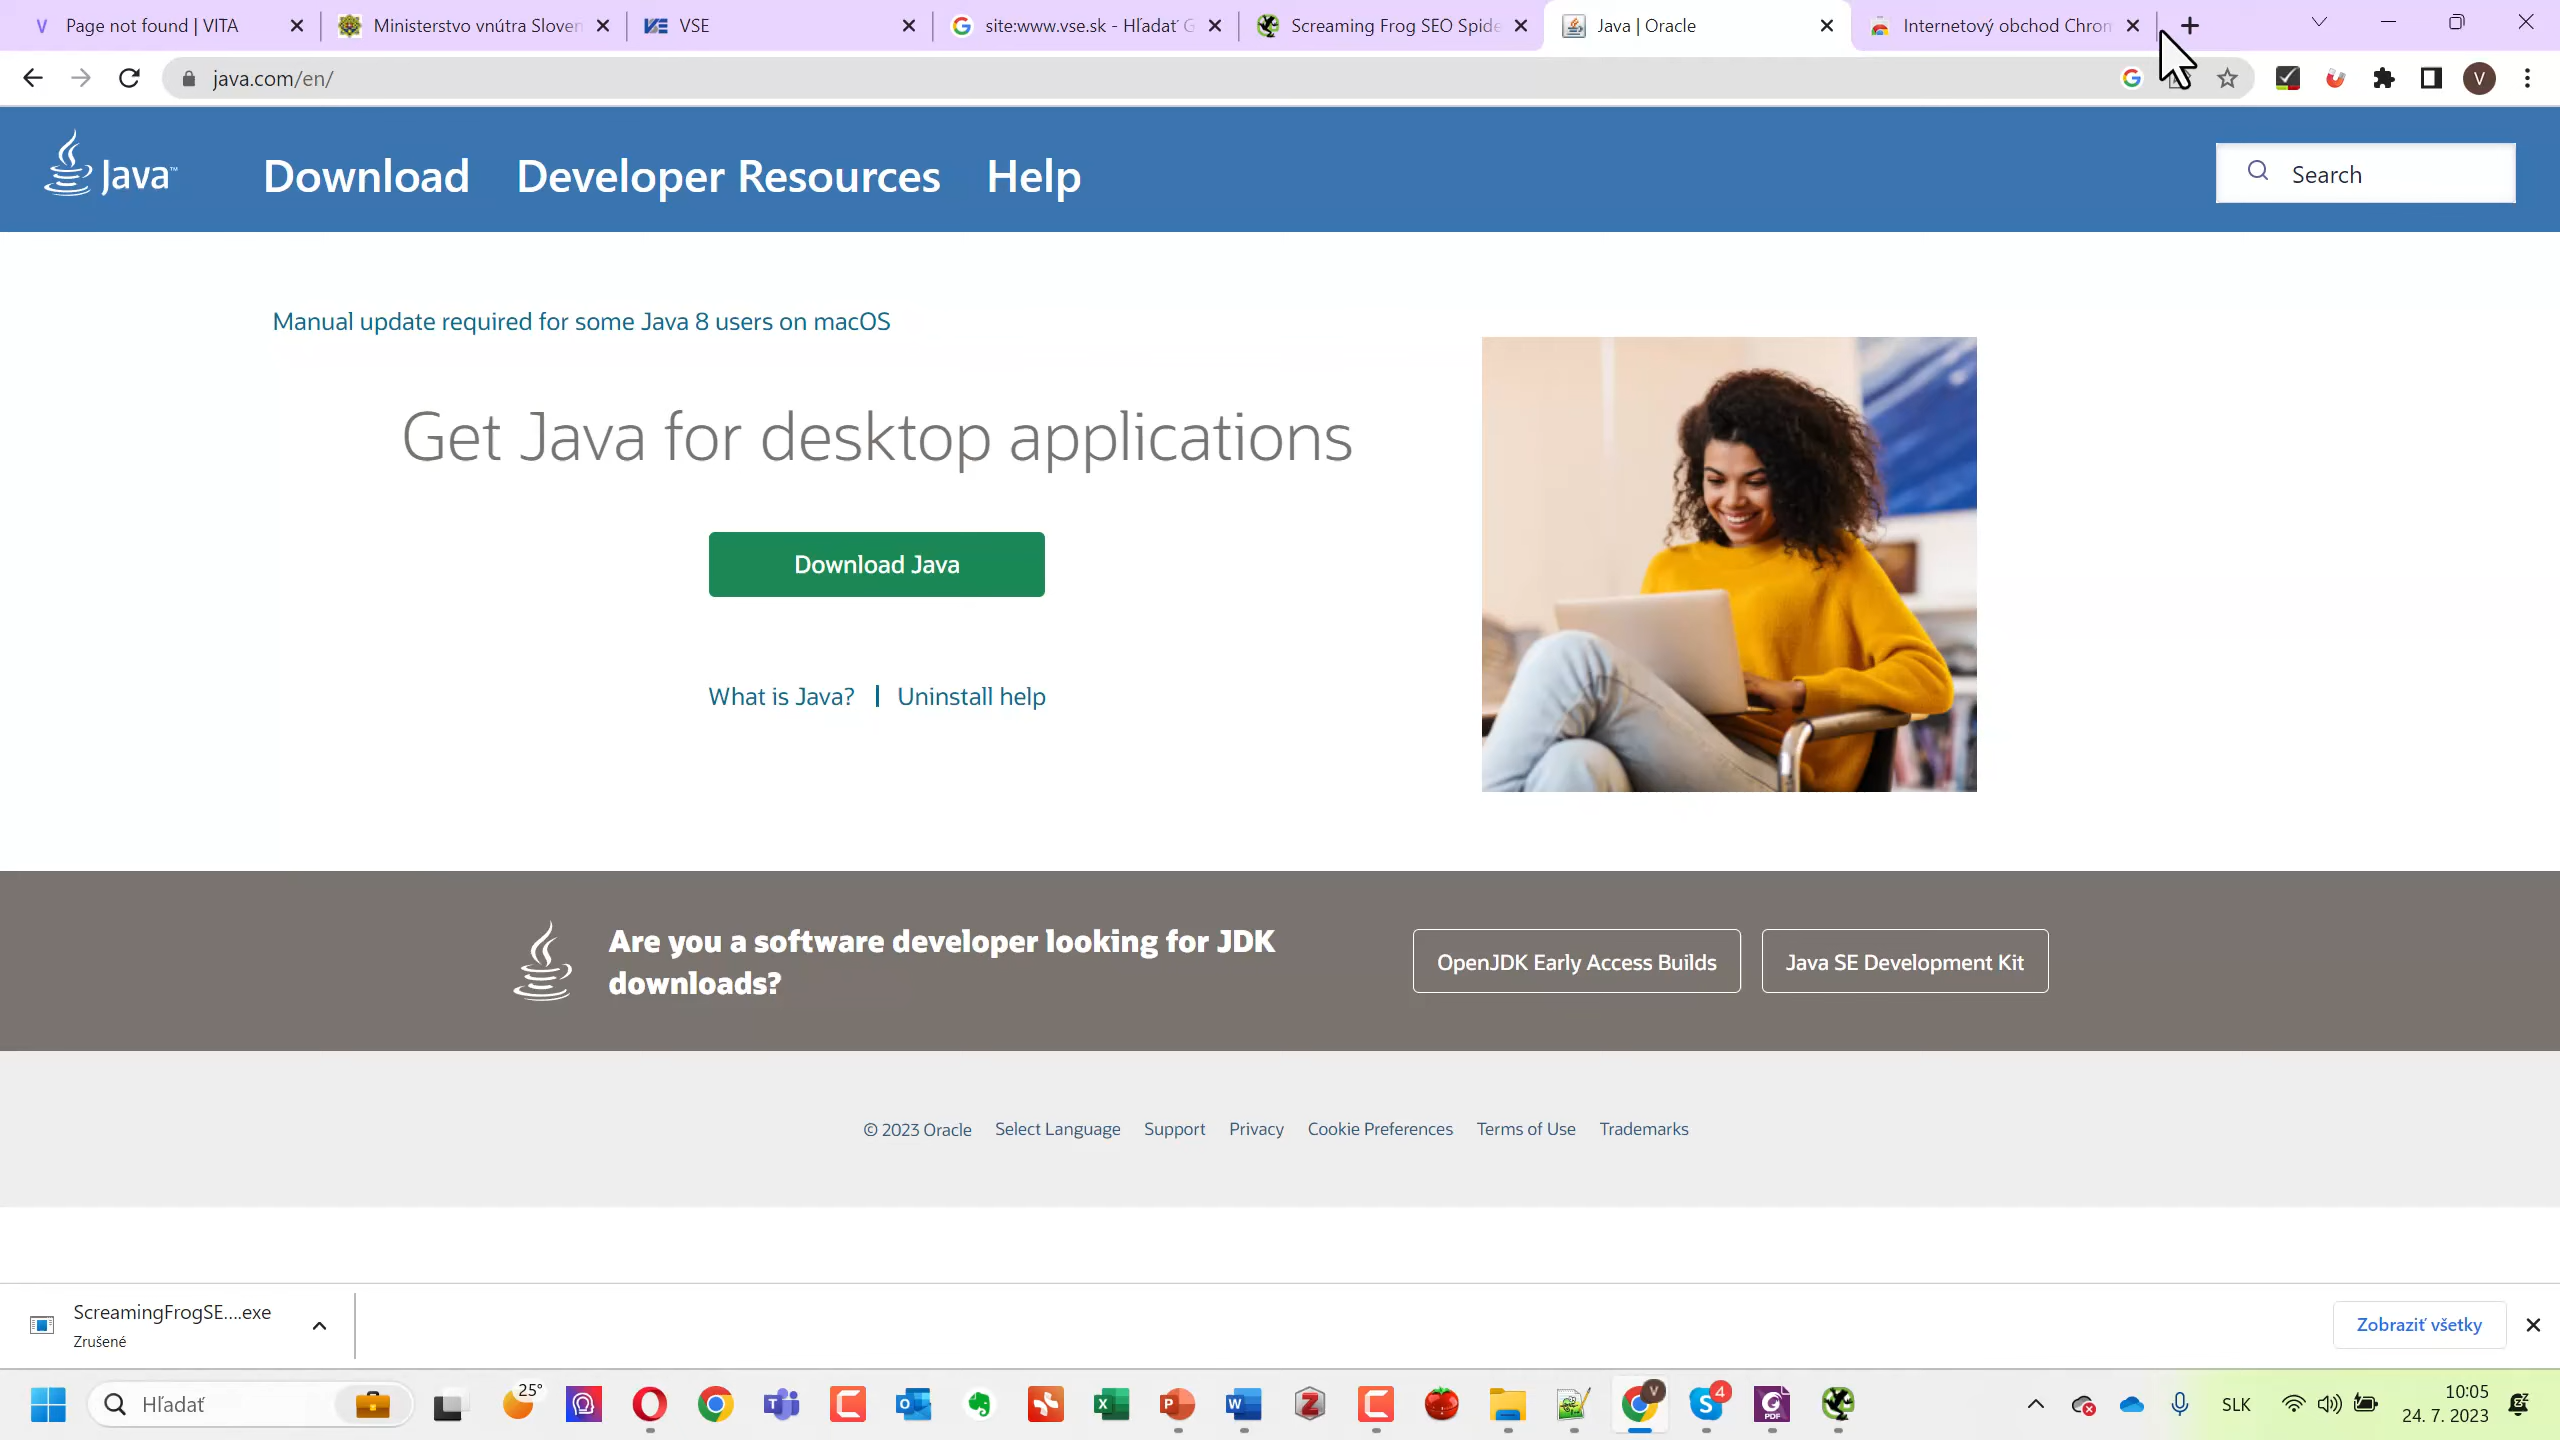 Page not found | VITA
Ministerstvo vnútra Sloven
VSE
site:www.vse.sk - Hľadať G
Screaming Frog SEO Spide
Java | Oracle
Internetový obchod Chrom
java.com/en/
V
Java™
Download
Developer Resources
Help
Search
Manual update required for some Java 8 users on macOS
Get Java for desktop applications
Download Java
What is Java?
Uninstall help
Are you a software developer looking for JDK
downloads?
OpenJDK Early Access Builds
Java SE Development Kit
© 2023 Oracle
Select Language
Support
Privacy
Cookie Preferences
Terms of Use
Trademarks
ScreamingFrogSE....exe
Zrušené
Zobraziť všetky
Hľadať
25°
4
SLK
10:05
24. 7. 2023